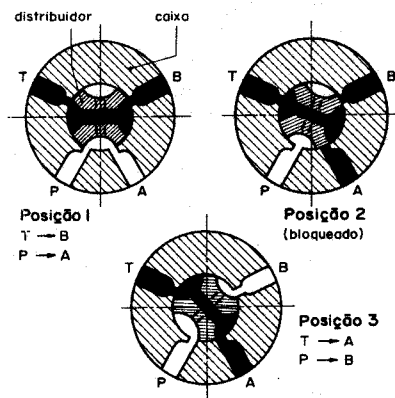 distribuidor
caixa
T
B
P
A
Posição 1
T → B
P → A
T
B
P
A
Posição 2
(bloqueado)
T
B
P
A
Posição 3
T → A
P → B